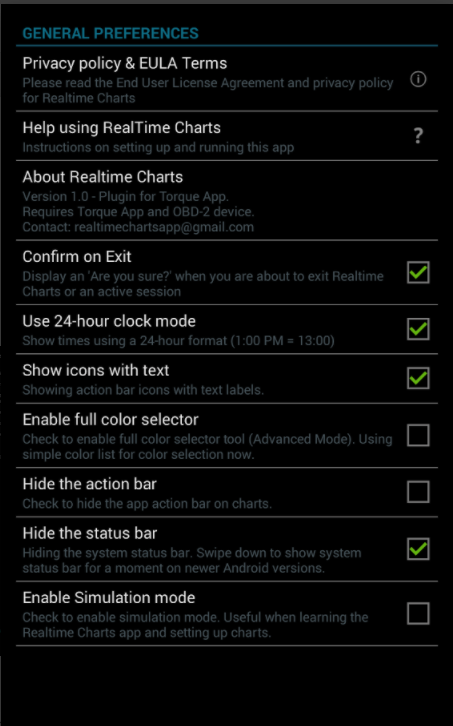 GENERAL PREFERENCES
Privacy policy & EULA Terms
Please read the End User License Agreement and privacy policy
for Realtime Charts
Help using RealTime Charts
Instructions on setting up and running this app
?
About Realtime Charts
Version 1.0 - Plugin for Torque App.
Requires Torque App and OBD-2 device.
Contact: realtimechartsapp@gmail.com
Confirm on Exit
Display an 'Are you sure?' when you are about to exit Realtime
Charts or an active session
Use 24-hour clock mode
Show times using a 24-hour format (1:00 PM = 13:00)
Show icons with text
Showing action bar icons with text labels.
Enable full color selector
Check to enable full color selector tool (Advanced Mode). Using
simple color list for color selection now.
Hide the action bar
Check to hide the app action bar on charts.
Hide the status bar
Hiding the system status bar. Swipe down to show system
status bar for a moment on newer Android versions.
Enable Simulation mode
Check to enable simulation mode. Useful when learning the
Realtime Charts app and setting up charts.